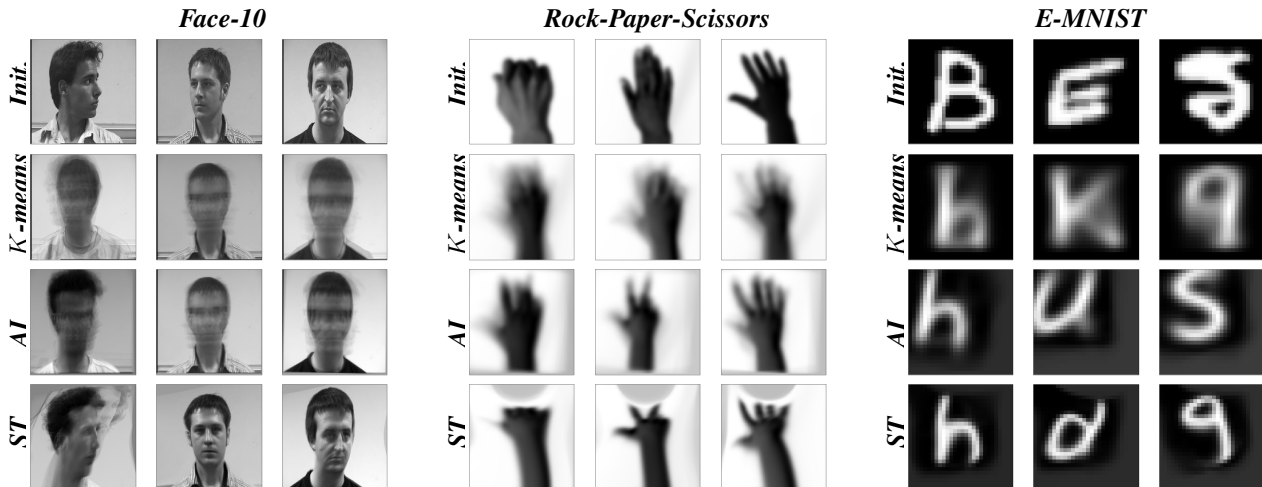 Face-10 Rock-Paper-Scissors E-MNIST
Init. Init. Init.
B E
K-means K-means K-means
h K q
AI AI AI
h u s
ST ST ST
h d q